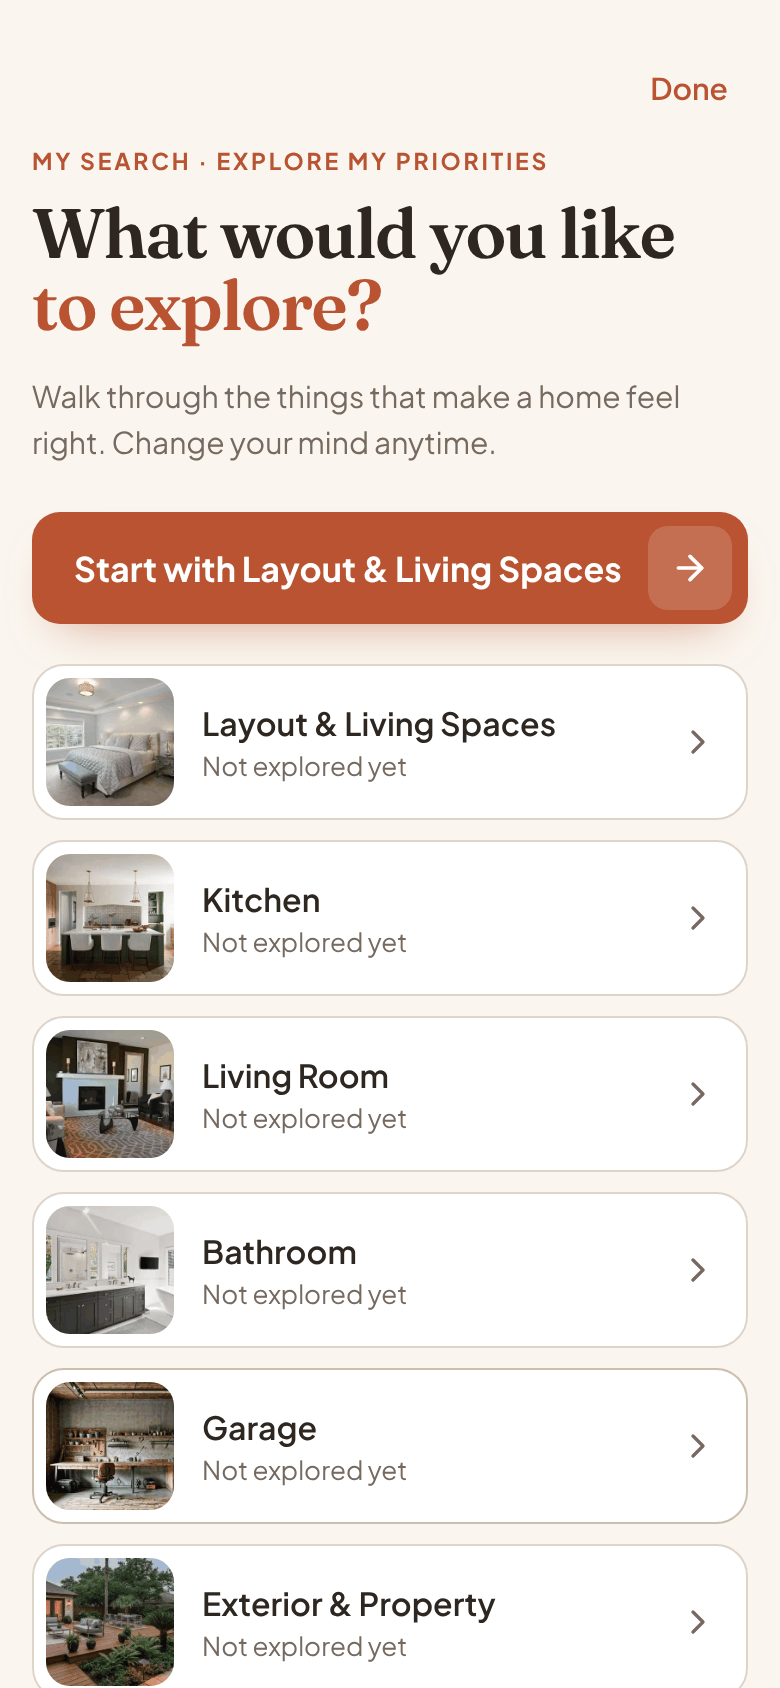 Done
MY SEARCH · EXPLORE MY PRIORITIES
What would you like
to explore?
Walk through the things that make a home feel
right. Change your mind anytime.
Start with Layout & Living Spaces
Layout & Living Spaces
Not explored yet
Kitchen
Not explored yet
Living Room
Not explored yet
Bathroom
Not explored yet
Garage
Not explored yet
Exterior & Property
Not explored yet